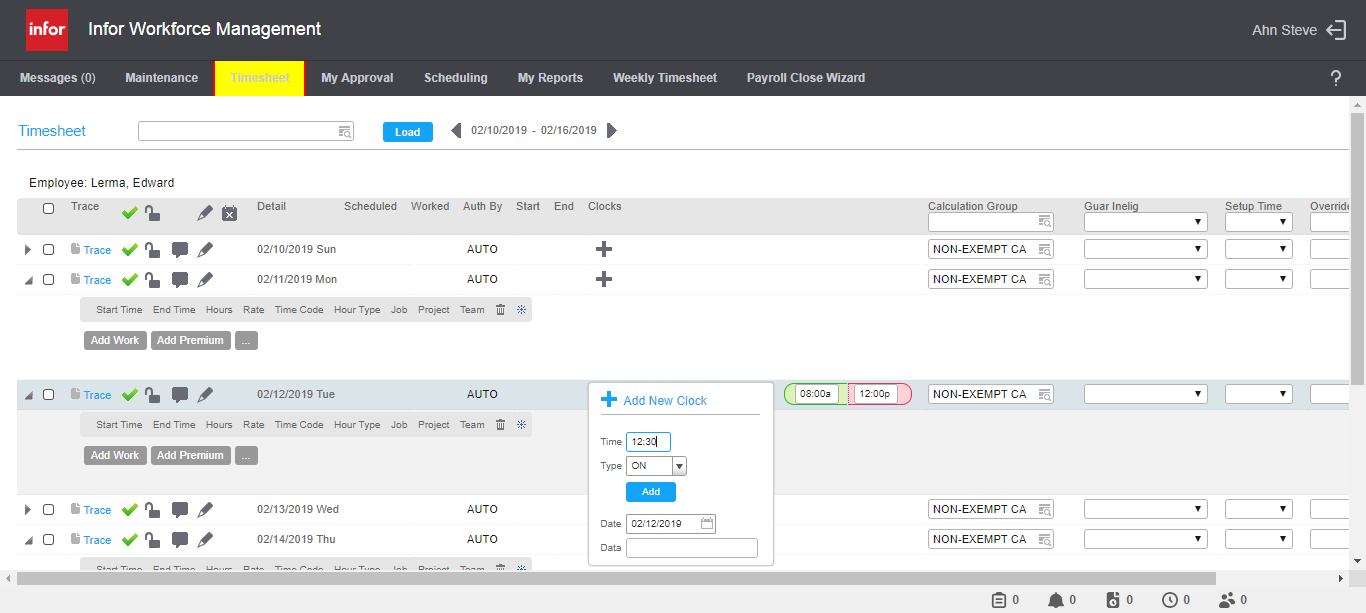 infor Infor Workforce Management Ahn Steve
Messages (0) Maintenance Timesheet My Approval Scheduling My Reports Weekly Timesheet Payroll Close Wizard ?
Timesheet Load 02/10/2019 - 02/16/2019
Employee: Lerma, Edward
Trace Detail Scheduled Worked Auth By Start End Clocks Calculation Group Guar Inelig Setup Time Override
Trace 02/10/2019 Sun AUTO NON-EXEMPT CA
Trace 02/11/2019 Mon AUTO NON-EXEMPT CA
Start Time End Time Hours Rate Time Code Hour Type Job Project Team
Add Work Add Premium ...
Trace 02/12/2019 Tue AUTO 08:00a 12:00p NON-EXEMPT CA
Add New Clock
Start Time End Time Hours Rate Time Code Hour Type Job Project Team
Time 12:30
Add Work Add Premium ...
Type ON
Add
Trace 02/13/2019 Wed AUTO NON-EXEMPT CA
Date 02/12/2019
Trace 02/14/2019 Thu AUTO NON-EXEMPT CA
Data
Start Time End Time Hours Rate Time Code Hour Type Job Project Team
0 0 0 0 0